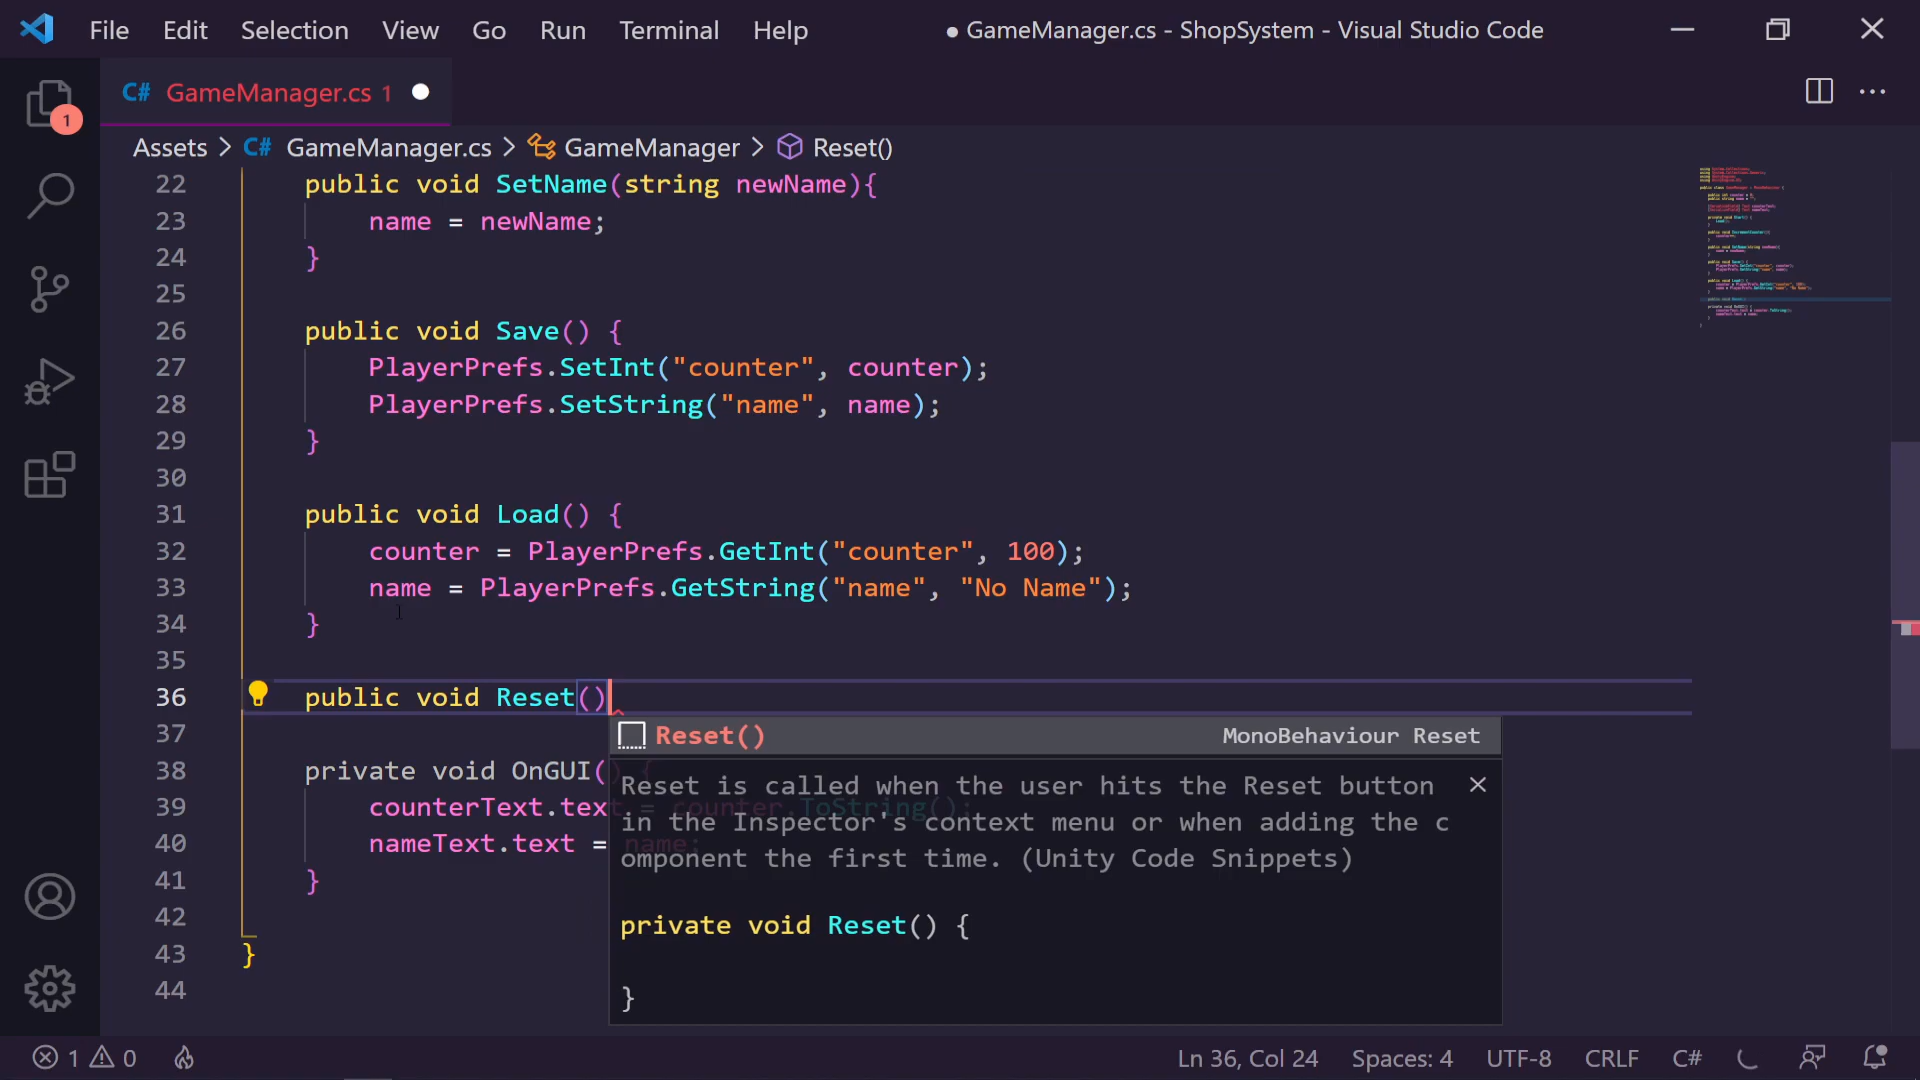 File Edit Selection View Go Run Terminal Help ● GameManager.cs - ShopSystem - Visual Studio Code
1
C# GameManager.cs 1
Assets > C# GameManager.cs > GameManager > Reset()
22 public void SetName(string newName){
23 name = newName;
24 }
25
26 public void Save() {
27 PlayerPrefs.SetInt("counter", counter);
28 PlayerPrefs.SetString("name", name);
29 }
30
31 public void Load() {
32 counter = PlayerPrefs.GetInt("counter", 100);
33 name = PlayerPrefs.GetString("name", "No Name");
34 }
35
36 public void Reset()
37
Reset() MonoBehaviour Reset
38 private void OnGUI() {
Reset is called when the user hits the Reset button
39 counterText.text = counter.ToString();
in the Inspector's context menu or when adding the c
40 nameText.text = name;
omponent the first time. (Unity Code Snippets)
41 }
42
private void Reset() {
43 }
44
}
1 0 Ln 36, Col 24 Spaces: 4 UTF-8 CRLF C#